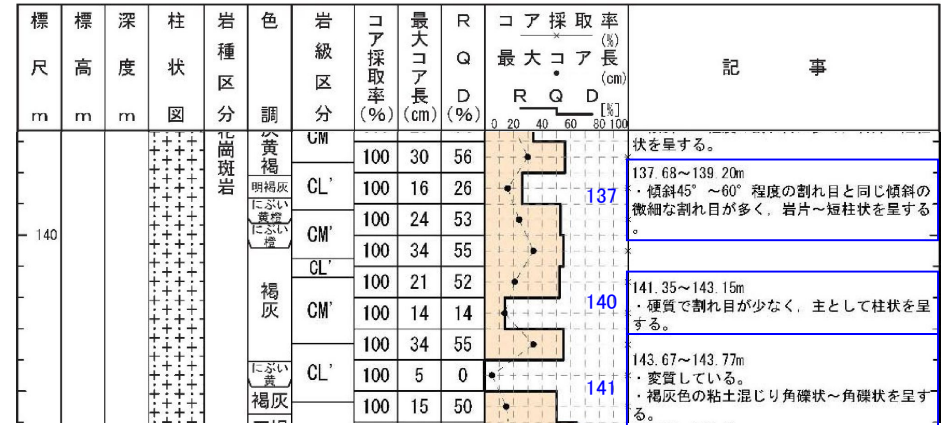 標尺m
標高m
深度m
柱状図
岩種区分
色調
岩級区分
コア採取率(%)
最大コア長(cm)
RQD(%)
コア採取率(%)
最大コア長(cm)
RQD[%]
0 20 40 60 80 100
記事
花崗斑岩
黄褐
CM
状を呈する。
100 30 56
137.68~139.20m
明褐灰
CL'
100 16 26
137
・傾斜45°~60°程度の割れ目と同じ傾斜の
微細な割れ目が多く,岩片~短柱状を呈する
。
にぶい黄橙
100 24 53
140
にぶい橙
CM'
100 34 55
CL'
100 21 52
141.35~143.15m
褐灰
CM'
100 14 14
140
・硬質で割れ目が少なく,主として柱状を呈
する。
100 34 55
143.67~143.77m
にぶい黄
CL'
100 5 0
141
・変質している。
・褐灰色の粘土混じり角礫状~角礫状を呈す
る。
褐灰
100 15 50